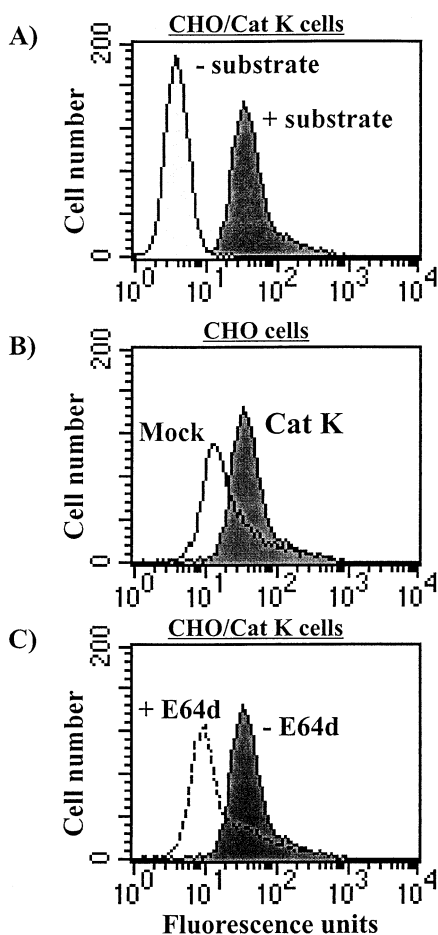 A)
CHO/Cat K cells
200
- substrate
+ substrate
Cell number
0
10^0 10^1 10^2 10^3 10^4
B)
CHO cells
200
Mock
Cat K
Cell number
0
10^0 10^1 10^2 10^3 10^4
C)
CHO/Cat K cells
200
+ E64d
- E64d
Cell number
0
10^0 10^1 10^2 10^3 10^4
Fluorescence units